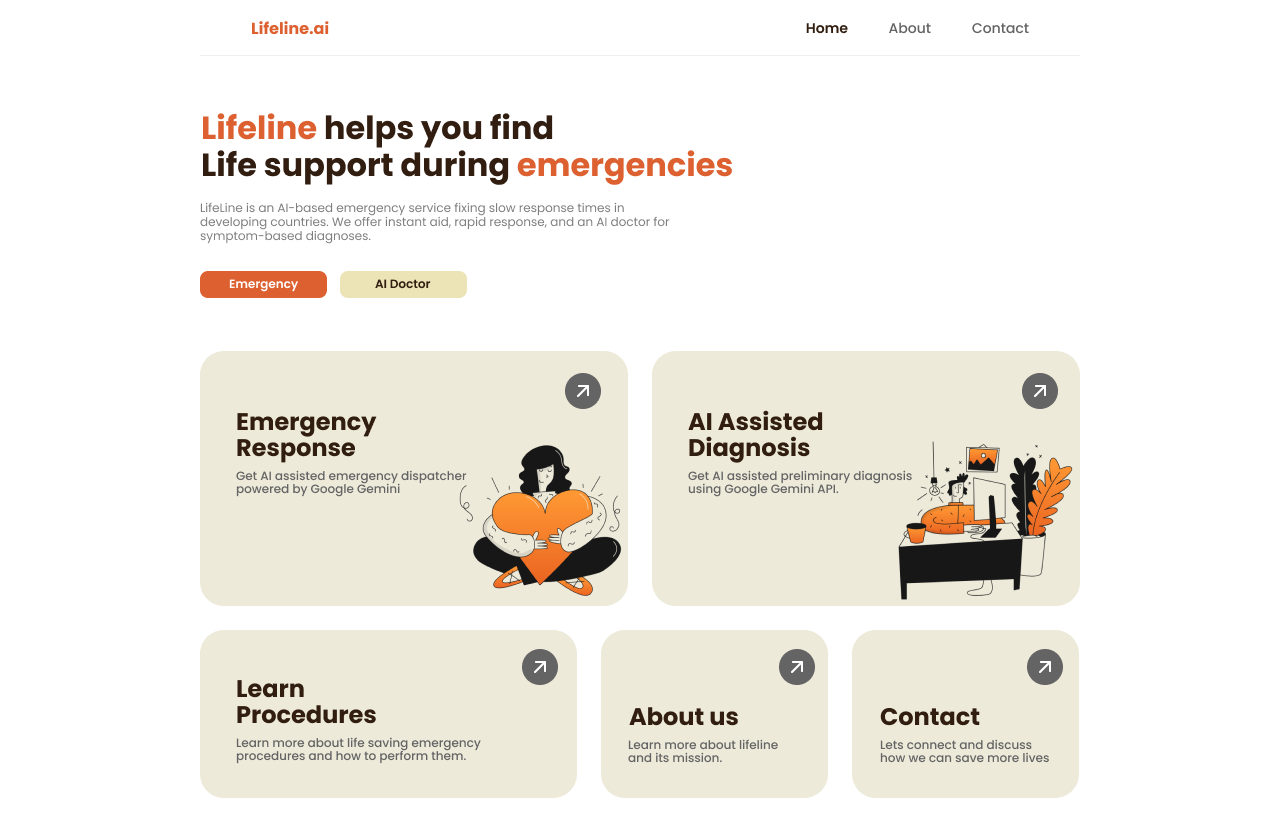 Lifeline.ai
Home
About
Contact
Lifeline helps you find
Life support during emergencies
LifeLine is an AI-based emergency service fixing slow response times in
developing countries. We offer instant aid, rapid response, and an AI doctor for
symptom-based diagnoses.
Emergency
AI Doctor
Emergency
Response
Get AI assisted emergency dispatcher
powered by Google Gemini
AI Assisted
Diagnosis
Get AI assisted preliminary diagnosis
using Google Gemini API.
Learn
Procedures
Learn more about life saving emergency
procedures and how to perform them.
About us
Learn more about lifeline
and its mission.
Contact
Lets connect and discuss
how we can save more lives